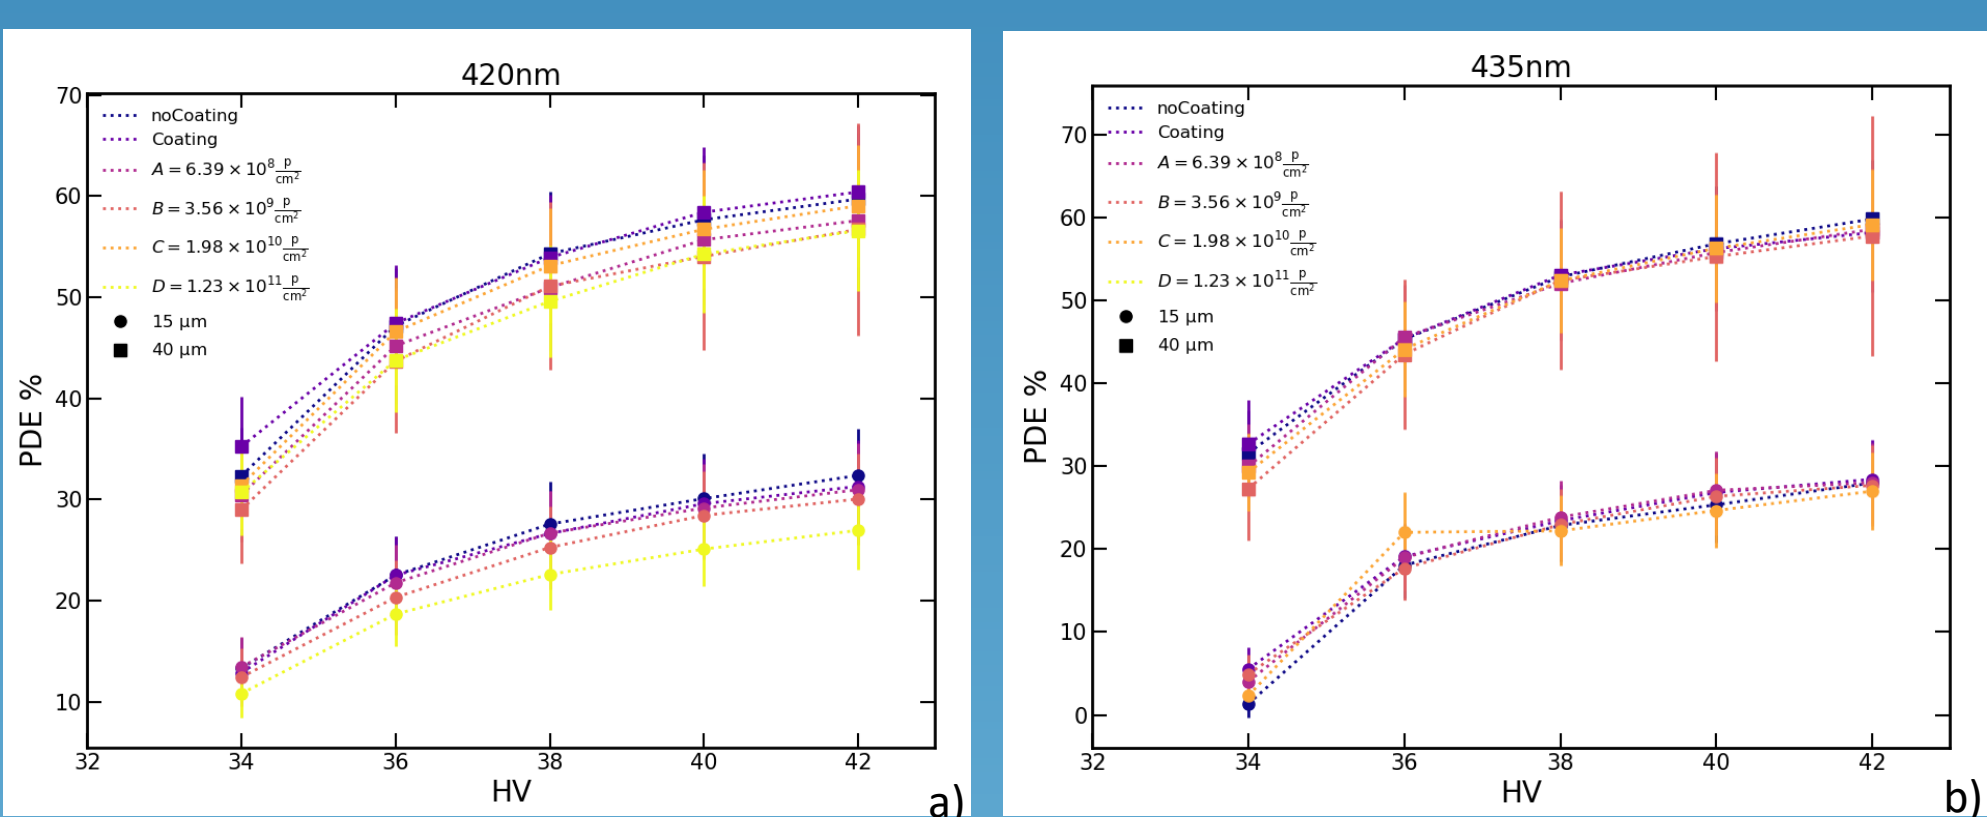 420nm
noCoating
Coating
A = 6.39 × 10⁸ p/cm²
B = 3.56 × 10⁹ p/cm²
C = 1.98 × 10¹⁰ p/cm²
D = 1.23 × 10¹¹ p/cm²
15 μm
40 μm
PDE %
70
60
50
40
30
20
10
32 34 36 38 40 42
HV
a)
435nm
noCoating
Coating
A = 6.39 × 10⁸ p/cm²
B = 3.56 × 10⁹ p/cm²
C = 1.98 × 10¹⁰ p/cm²
D = 1.23 × 10¹¹ p/cm²
15 μm
40 μm
PDE %
70
60
50
40
30
20
10
0
32 34 36 38 40 42
HV
b)